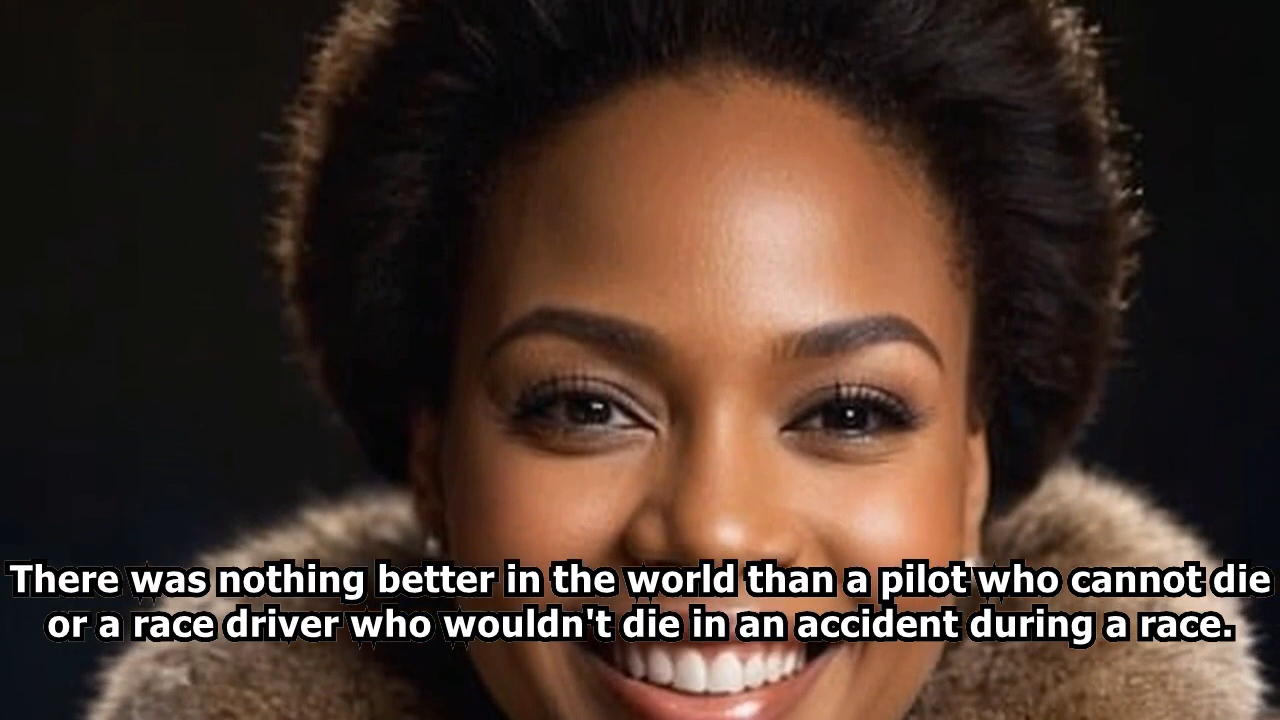 There was nothing better in the world than a pilot who cannot die
or a race driver who wouldn't die in an accident during a race.